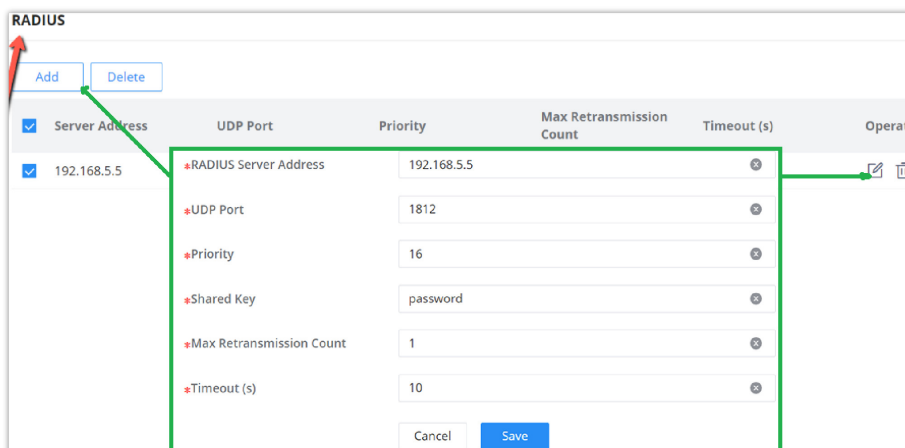 RADIUS
Add Delete
Server Address UDP Port Priority Max Retransmission Count Timeout (s)
192.168.5.5
*RADIUS Server Address 192.168.5.5
*UDP Port 1812
*Priority 16
*Shared Key password
*Max Retransmission Count 1
*Timeout (s) 10
Cancel Save